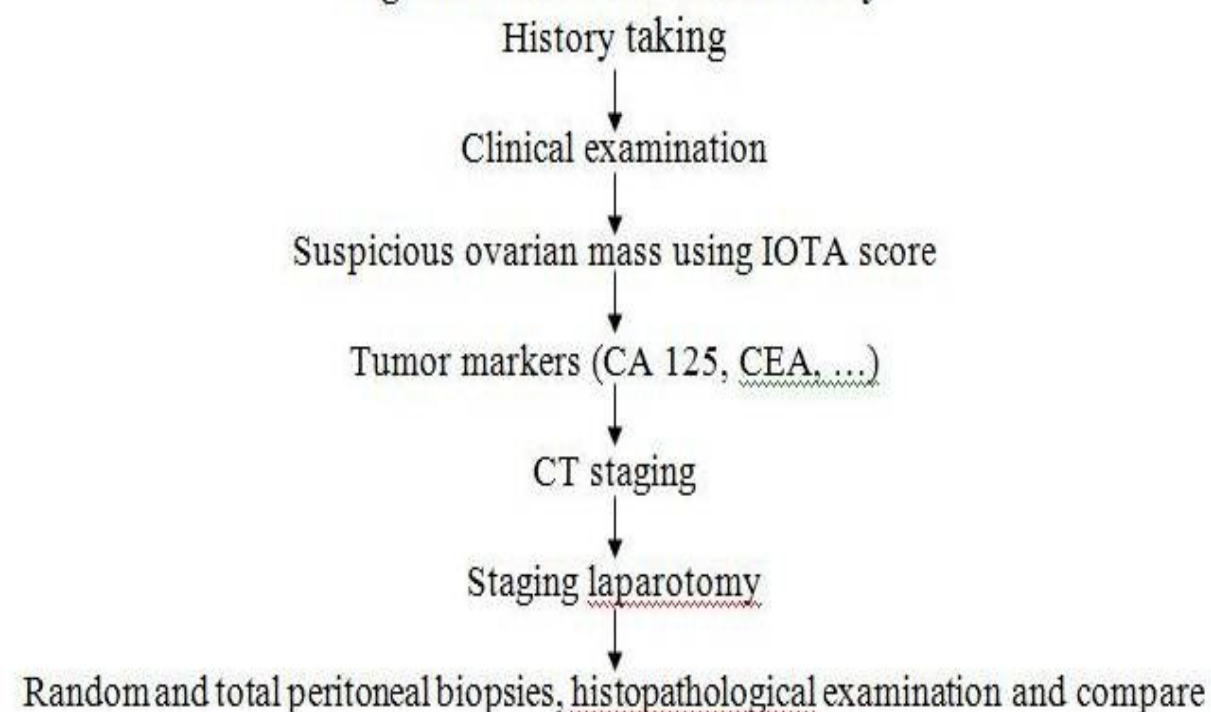 History taking
Clinical examination
Suspicious ovarian mass using IOTA score
Tumor markers (CA 125, CEA, …)
CT staging
Staging laparotomy
Random and total peritoneal biopsies, histopathological examination and compare